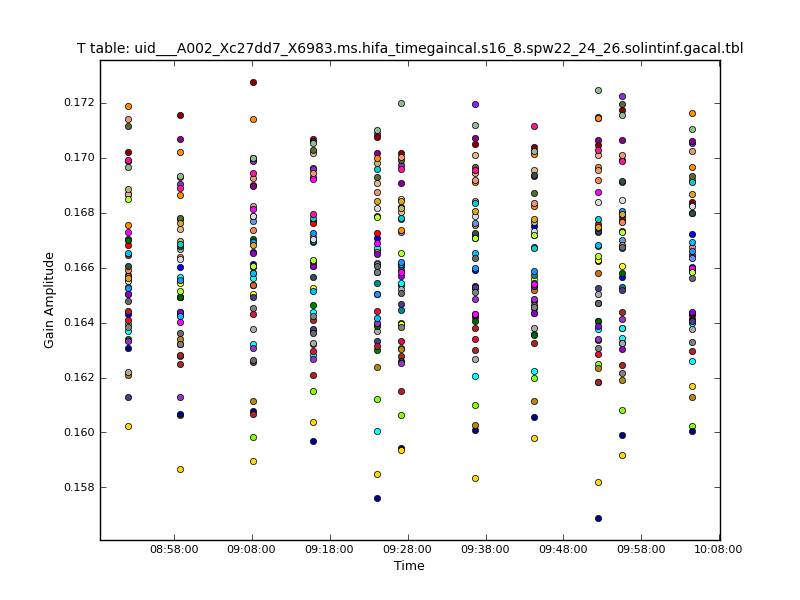 T table: uid___A002_Xc27dd7_X6983.ms.hifa_timegaincal.s16_8.spw22_24_26.solintinf.gacal.tbl
0.172
0.170
0.168
0.166
0.164
0.162
0.160
0.158
Gain Amplitude
08:58:00 09:08:00 09:18:00 09:28:00 09:38:00 09:48:00 09:58:00 10:08:00
Time